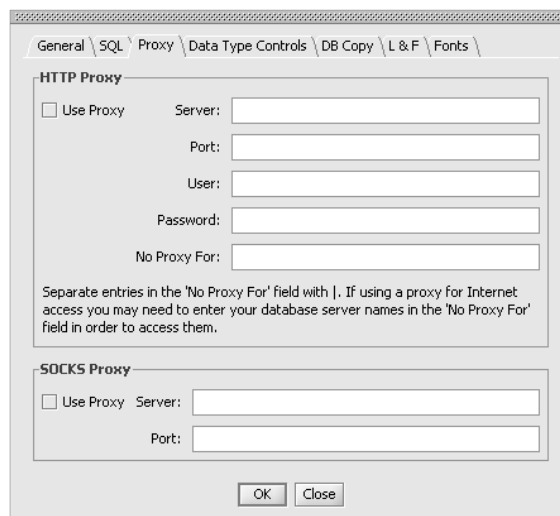 General SQL Proxy Data Type Controls DB Copy L & F Fonts
HTTP Proxy
Use Proxy Server:
Port:
User:
Password:
No Proxy For:
Separate entries in the 'No Proxy For' field with |. If using a proxy for Internet
access you may need to enter your database server names in the 'No Proxy For'
field in order to access them.
SOCKS Proxy
Use Proxy Server:
Port:
OK Close